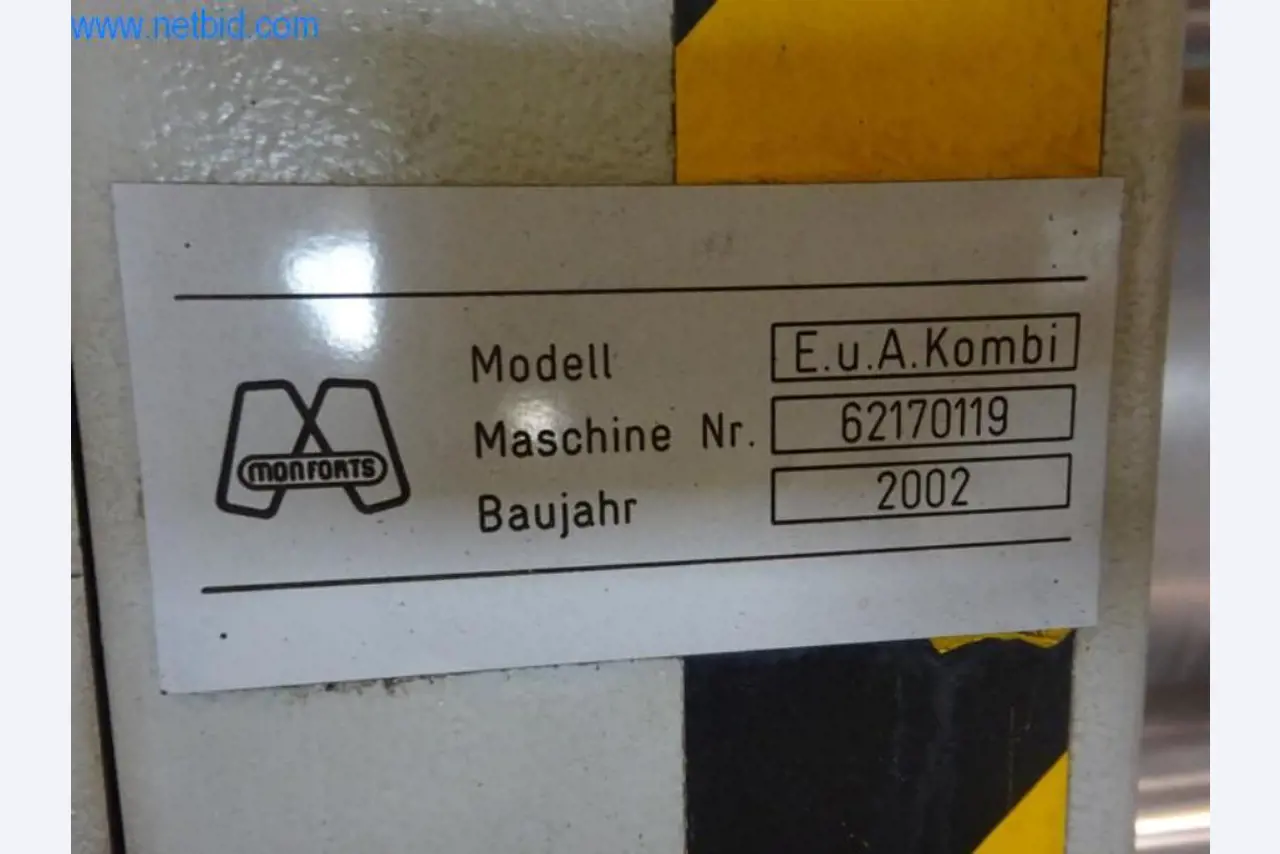 www.netbid.com
Modell E.u.A.Kombi
MONFORTS
Maschine Nr. 62170119
Baujahr 2002